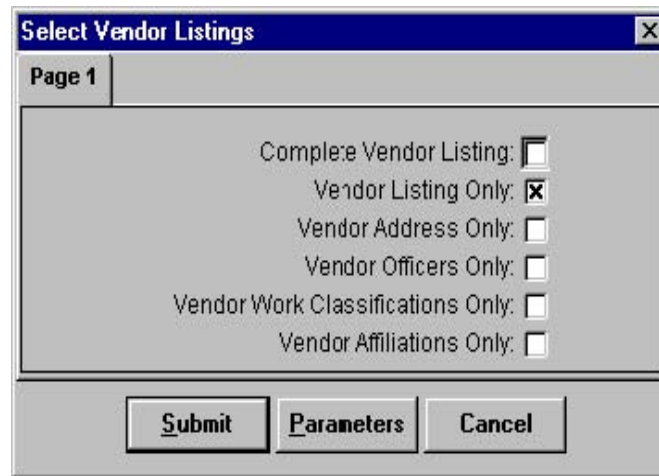 Select Vendor Listings
Page 1
Complete Vendor Listing:
Vendor Listing Only:
Vendor Address Only:
Vendor Officers Only:
Vendor Work Classifications Only:
Vendor Affiliations Only:
Submit Parameters Cancel